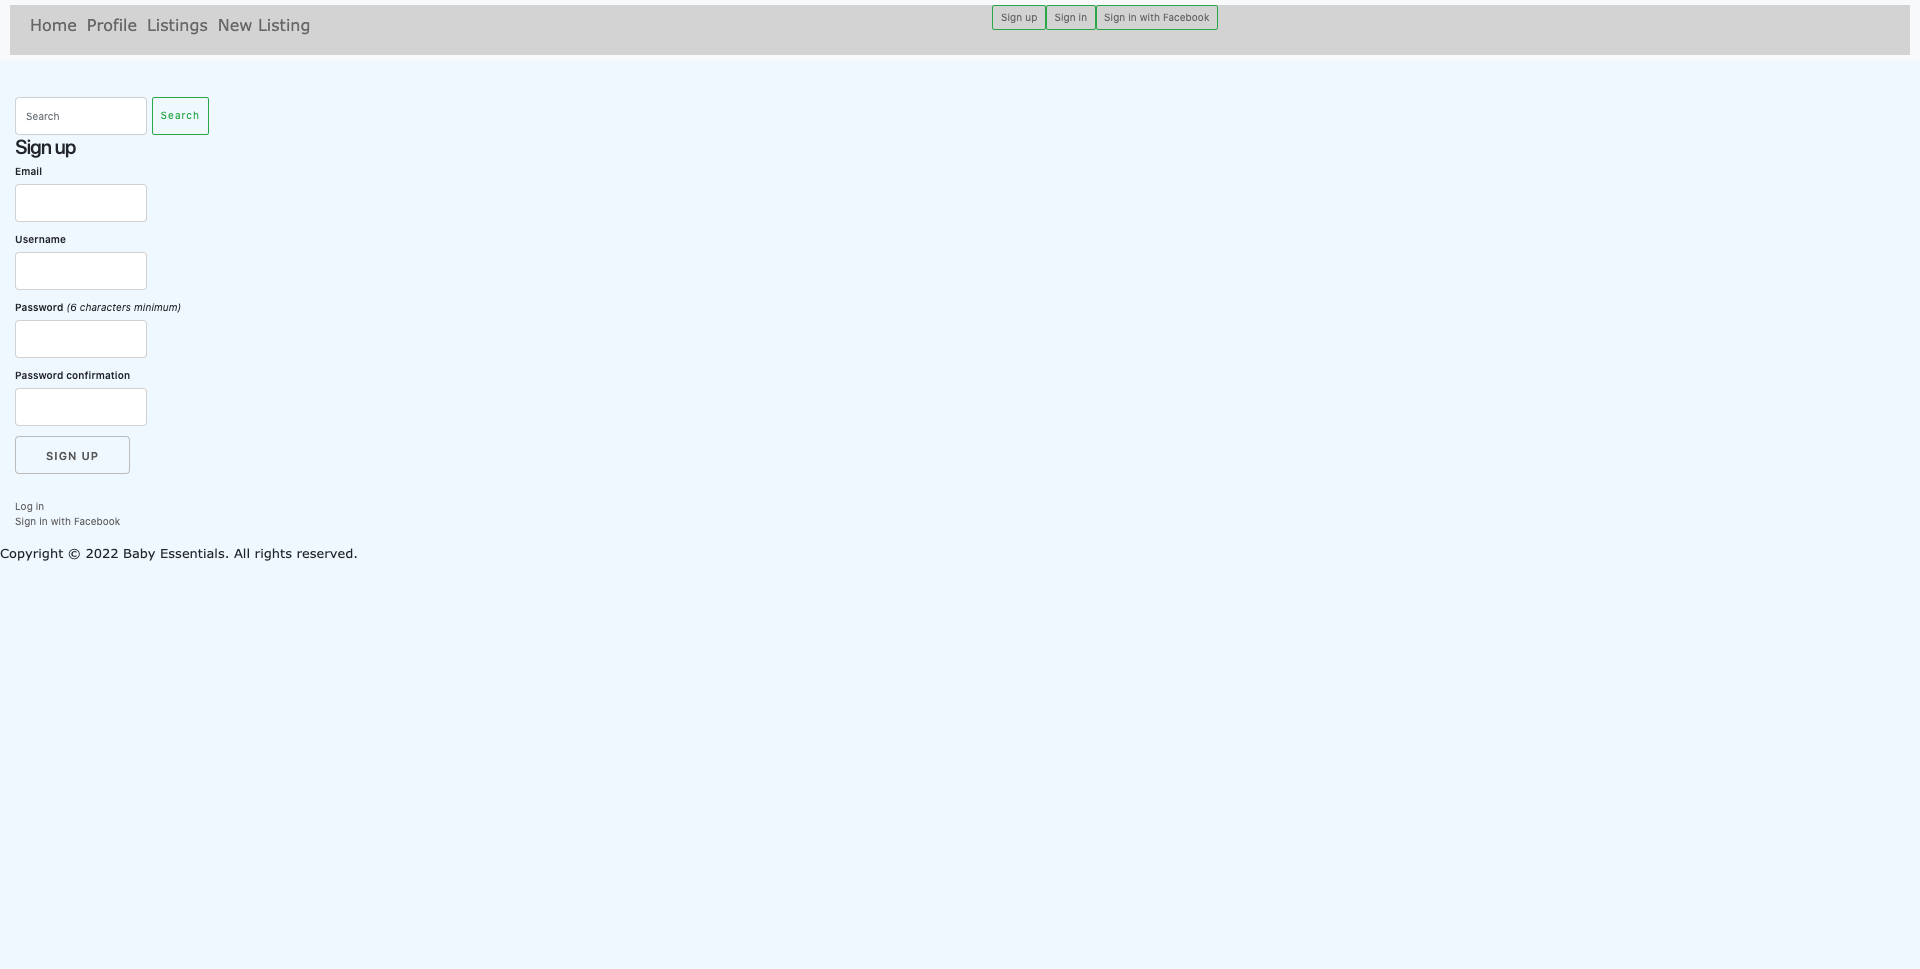 Home Profile Listings New Listing
Sign up Sign in Sign in with Facebook
Search Search
Sign up
Email
Username
Password (6 characters minimum)
Password confirmation
SIGN UP
Log in
Sign in with Facebook
Copyright © 2022 Baby Essentials. All rights reserved.